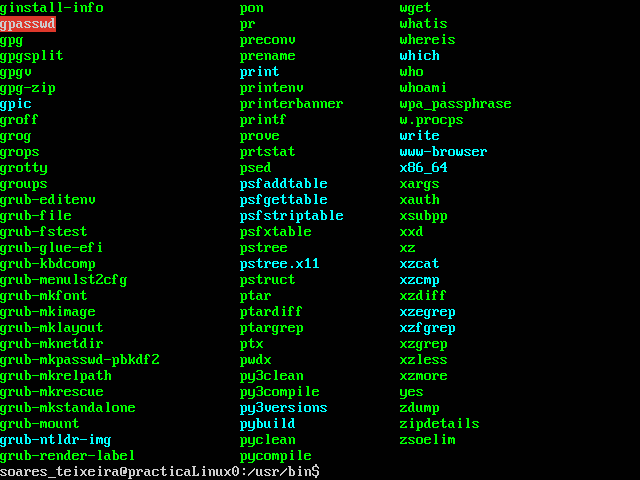 ginstall-info pon wget
gpasswd pr whatis
gpg preconv whereis
gpgsplit prename which
gpgv print who
gpg-zip printenv whoami
gpic printerbanner wpa_passphrase
groff printf w.procps
grog prove write
grops prtstat www-browser
grotty psed x86_64
groups psfaddtable xargs
grub-editenv psfgettable xauth
grub-file psfstriptable xsubpp
grub-fstest psfxtable xxd
grub-glue-efi pstree xz
grub-kbdcomp pstree.x11 xzcat
grub-menulst2cfg pstruct xzcmp
grub-mkfont ptar xzdiff
grub-mkimage ptardiff xzegrep
grub-mklayout ptargrep xzfgrep
grub-mknetdir ptx xzgrep
grub-mkpasswd-pbkdf2 pwdx xzless
grub-mkrelpath py3clean xzmore
grub-mkrescue py3compile yes
grub-mkstandalone py3versions zdump
grub-mount pybuild zipdetails
grub-ntldr-img pyclean zsoelim
grub-render-label pycompile
soares_teixeira@practicaLinux0:/usr/bin$